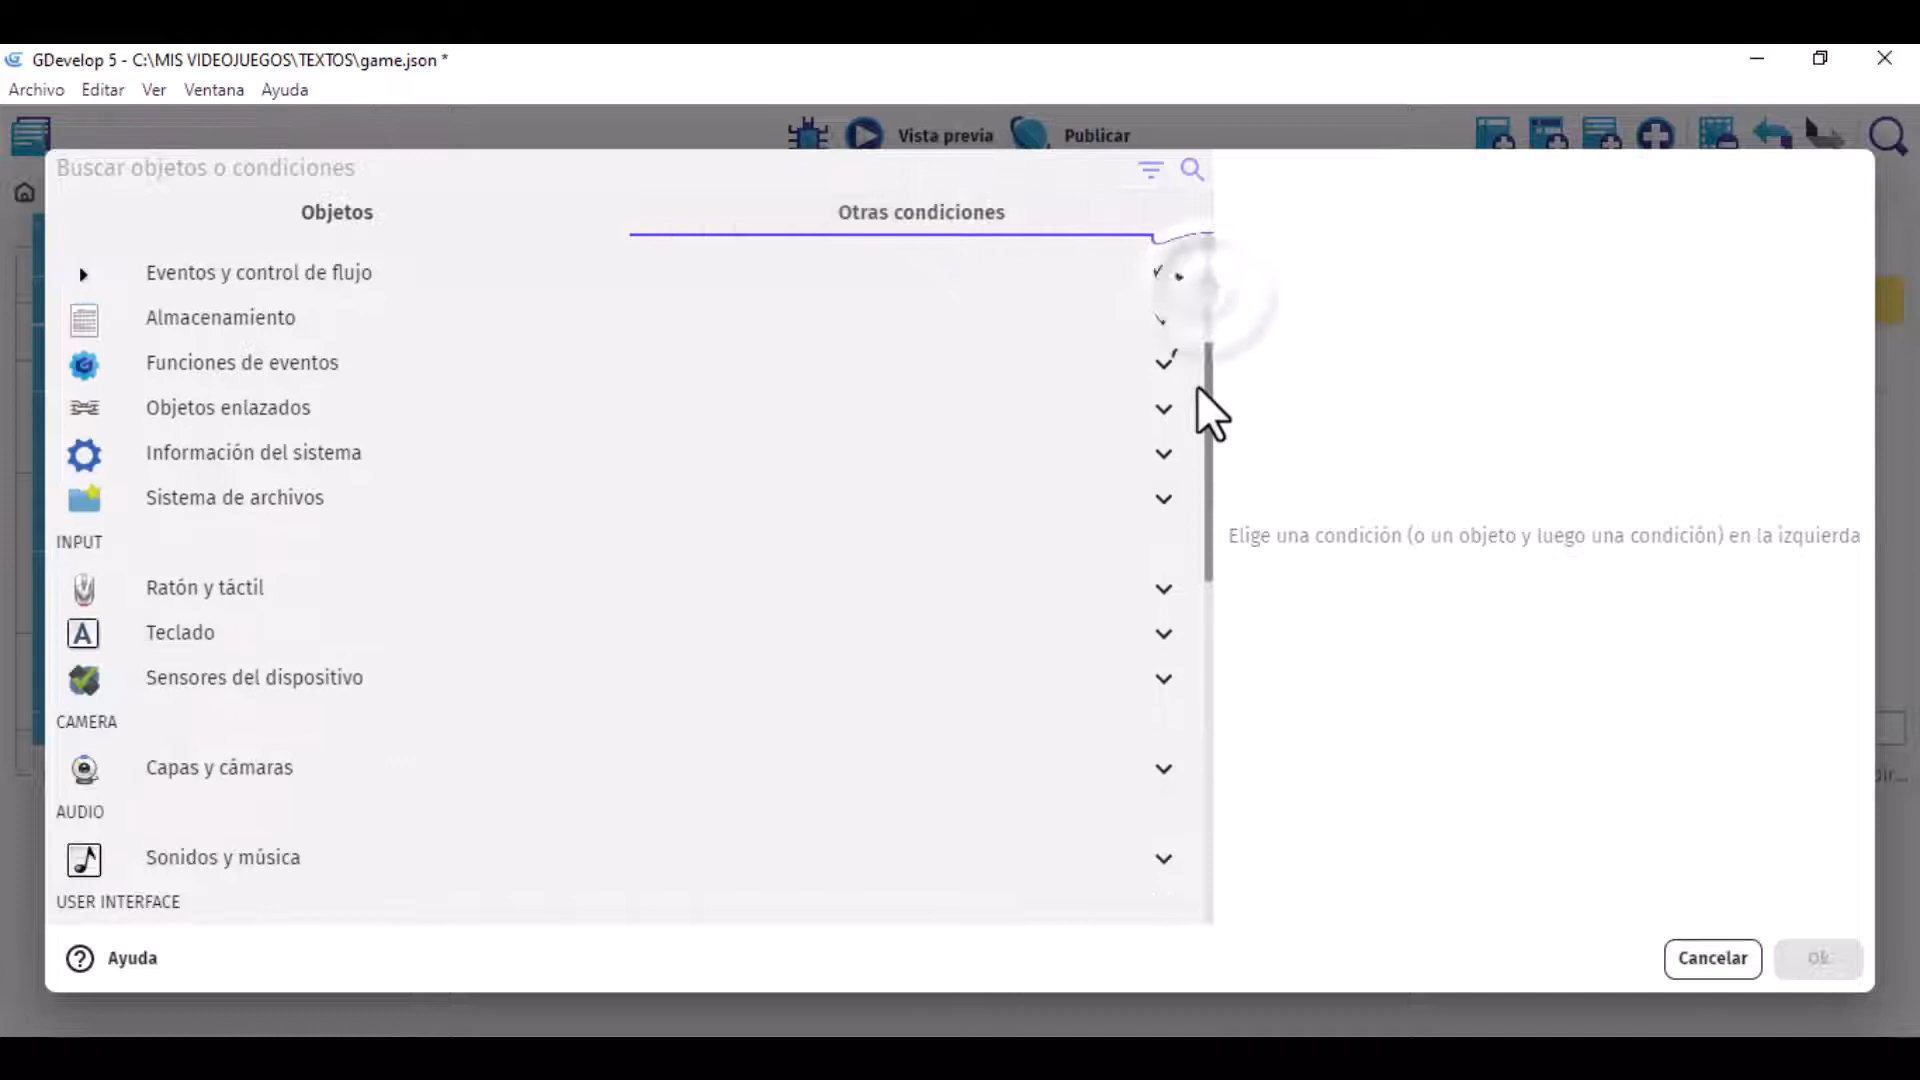 GDevelop 5 - C:\MIS VIDEOJUEGOS\TEXTOS\game.json *
Archivo Editar Ver Ventana Ayuda
Vista previa Publicar
Buscar objetos o condiciones
Objetos Otras condiciones
Eventos y control de flujo
Almacenamiento
Funciones de eventos
Objetos enlazados
Información del sistema
Sistema de archivos
INPUT
Ratón y táctil
A Teclado
Sensores del dispositivo
CAMERA
Capas y cámaras
AUDIO
Sonidos y música
USER INTERFACE
Elige una condición (o un objeto y luego una condición) en la izquierda
Ayuda
Cancelar Ok